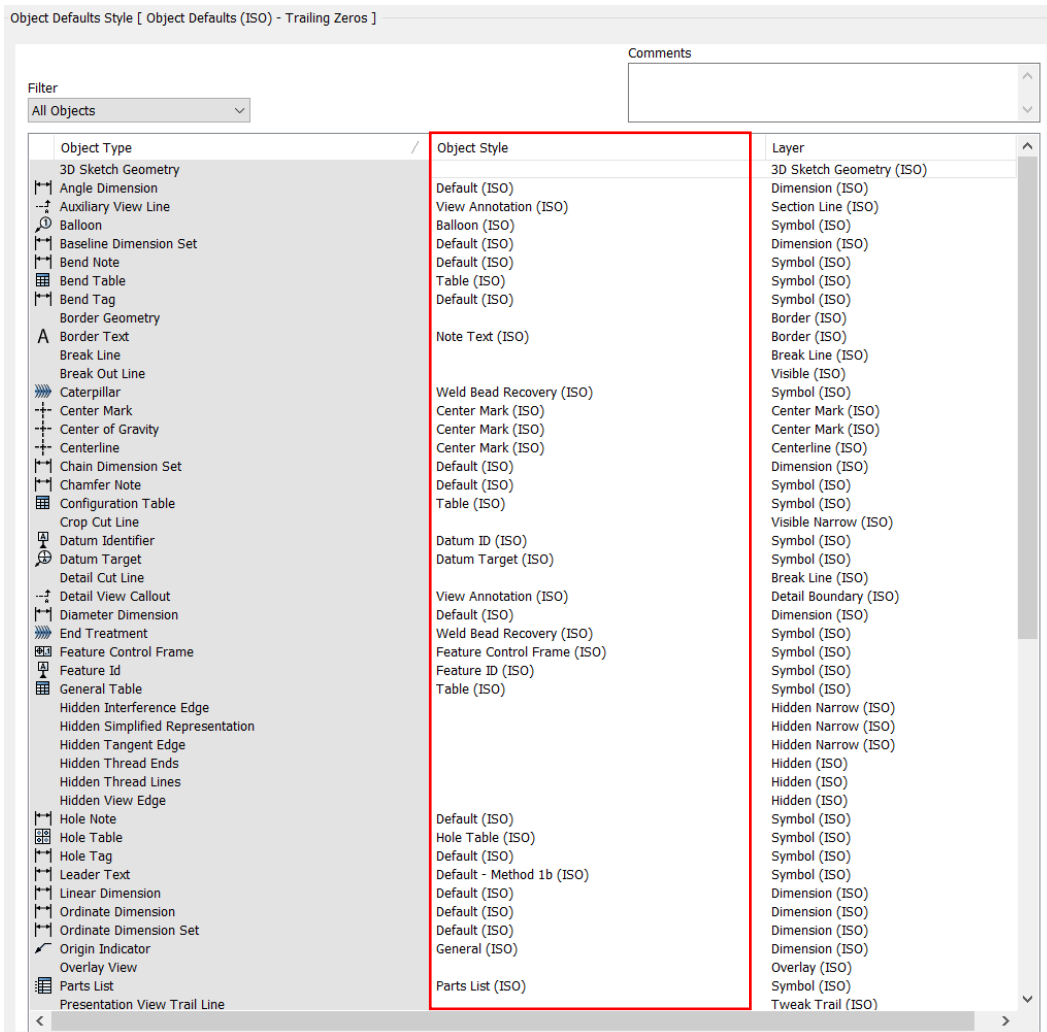 Object Defaults Style [ Object Defaults (ISO) - Trailing Zeros ]
Comments
Filter
All Objects
Object Type / Object Style Layer
3D Sketch Geometry 3D Sketch Geometry (ISO)
Angle Dimension Default (ISO) Dimension (ISO)
Auxiliary View Line View Annotation (ISO) Section Line (ISO)
Balloon Balloon (ISO) Symbol (ISO)
Baseline Dimension Set Default (ISO) Dimension (ISO)
Bend Note Default (ISO) Symbol (ISO)
Bend Table Table (ISO) Symbol (ISO)
Bend Tag Default (ISO) Symbol (ISO)
Border Geometry Border (ISO)
A Border Text Note Text (ISO) Border (ISO)
Break Line Break Line (ISO)
Break Out Line Visible (ISO)
Caterpillar Weld Bead Recovery (ISO) Symbol (ISO)
Center Mark Center Mark (ISO) Center Mark (ISO)
Center of Gravity Center Mark (ISO) Center Mark (ISO)
Centerline Center Mark (ISO) Centerline (ISO)
Chain Dimension Set Default (ISO) Dimension (ISO)
Chamfer Note Default (ISO) Symbol (ISO)
Configuration Table Table (ISO) Symbol (ISO)
Crop Cut Line Visible Narrow (ISO)
Datum Identifier Datum ID (ISO) Symbol (ISO)
Datum Target Datum Target (ISO) Symbol (ISO)
Detail Cut Line Break Line (ISO)
Detail View Callout View Annotation (ISO) Detail Boundary (ISO)
Diameter Dimension Default (ISO) Dimension (ISO)
End Treatment Weld Bead Recovery (ISO) Symbol (ISO)
Feature Control Frame Feature Control Frame (ISO) Symbol (ISO)
Feature Id Feature ID (ISO) Symbol (ISO)
General Table Table (ISO) Symbol (ISO)
Hidden Interference Edge Hidden Narrow (ISO)
Hidden Simplified Representation Hidden Narrow (ISO)
Hidden Tangent Edge Hidden Narrow (ISO)
Hidden Thread Ends Hidden (ISO)
Hidden Thread Lines Hidden (ISO)
Hidden View Edge Hidden (ISO)
Hole Note Default (ISO) Symbol (ISO)
Hole Table Hole Table (ISO) Symbol (ISO)
Hole Tag Default (ISO) Symbol (ISO)
Leader Text Default - Method 1b (ISO) Symbol (ISO)
Linear Dimension Default (ISO) Dimension (ISO)
Ordinate Dimension Default (ISO) Dimension (ISO)
Ordinate Dimension Set Default (ISO) Dimension (ISO)
Origin Indicator General (ISO) Dimension (ISO)
Overlay View Overlay (ISO)
Parts List Parts List (ISO) Symbol (ISO)
Presentation View Trail Line Tweak Trail (ISO)